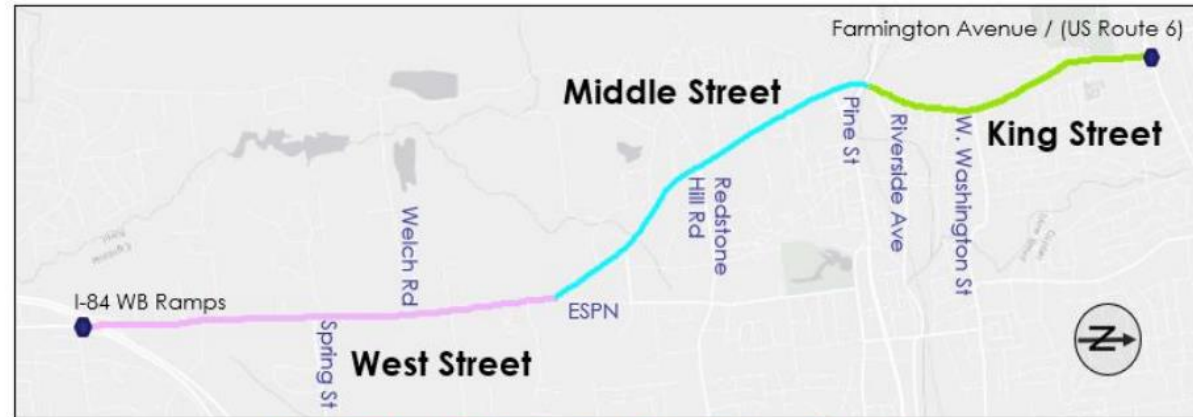 Farmington Avenue / (US Route 6)
Middle Street
King Street
Pine St
Riverside Ave
W. Washington St
Redstone
Hill Rd
Welch Rd
I-84 WB Ramps
ESPN
Spring St
West Street
N